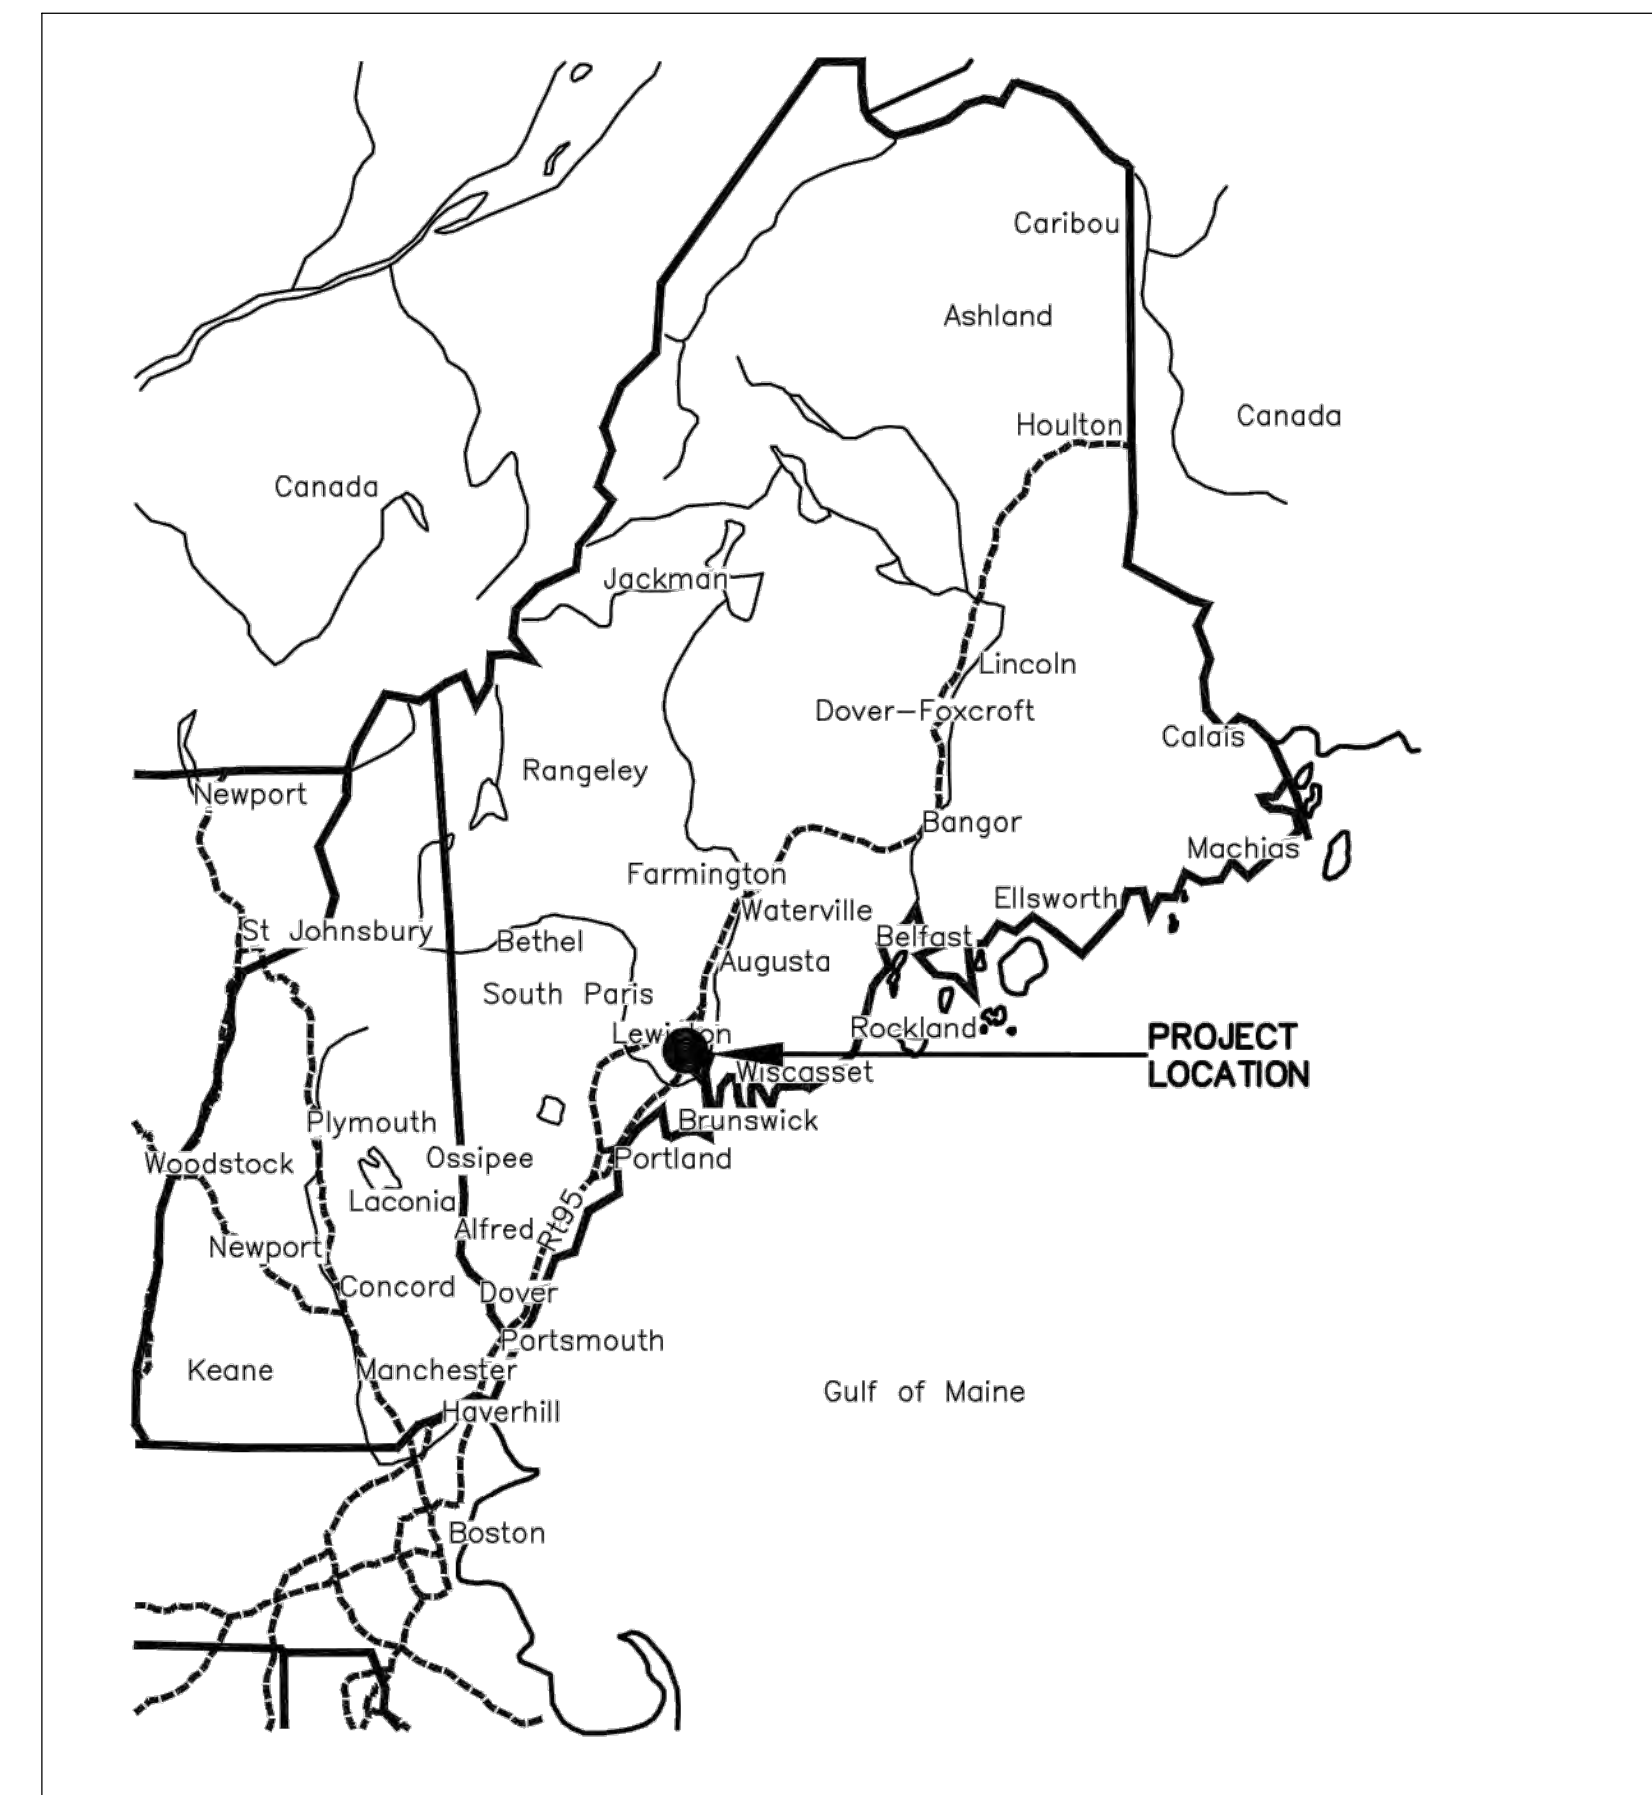 Caribou
Ashland
Houlton
Canada
Canada
Jackman
Lincoln
Dover-Foxcroft
Calais
Rangeley
Newport
Bangor
Machias
Farmington
Ellsworth
Waterville
St Johnsbury
Belfast
Bethel
Augusta
South Paris
Rockland
Lewiston
PROJECT
LOCATION
Wiscasset
Brunswick
Plymouth
Portland
Ossipee
Woodstock
Laconia
Rt95
Alfred
Newport
Concord
Dover
Portsmouth
Keane
Manchester
Gulf of Maine
Haverhill
Boston